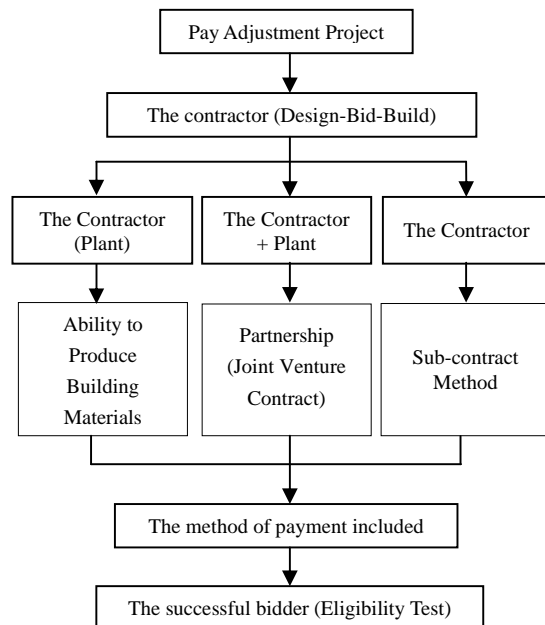 Pay Adjustment Project
The contractor (Design-Bid-Build)
The Contractor
(Plant)
The Contractor
+ Plant
The Contractor
Ability to
Produce
Building
Materials
Partnership
(Joint Venture
Contract)
Sub-contract
Method
The method of payment included
The successful bidder (Eligibility Test)